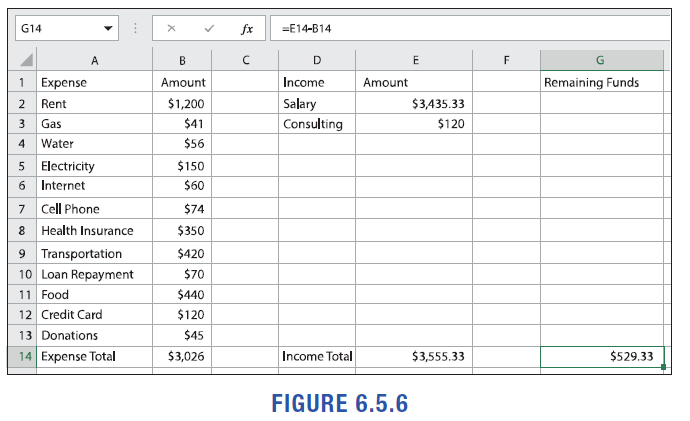 G14 fx =E14-B14
A B C D E F G
1 Expense Amount Income Amount Remaining Funds
2 Rent $1,200 Salary $3,435.33
3 Gas $41 Consulting $120
4 Water $56
5 Electricity $150
6 Internet $60
7 Cell Phone $74
8 Health Insurance $350
9 Transportation $420
10 Loan Repayment $70
11 Food $440
12 Credit Card $120
13 Donations $45
14 Expense Total $3,026 Income Total $3,555.33 $529.33
FIGURE 6.5.6